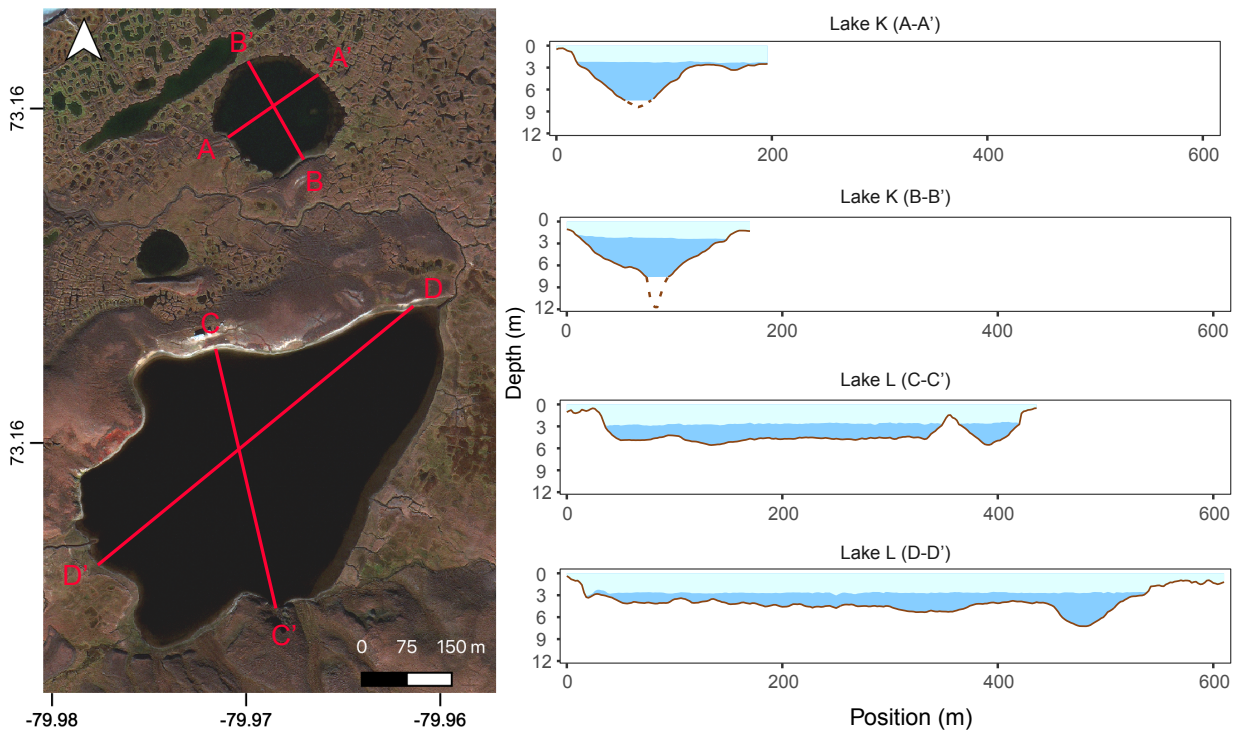 B'
A'
A
B
73.16
C
D
73.16
D'
C'
0 75 150 m
-79.98 -79.97 -79.96
Depth (m)
Lake K (A-A')
0
3
6
9
12
0 200 400 600
Lake K (B-B')
0
3
6
9
12
0 200 400 600
Lake L (C-C')
0
3
6
9
12
0 200 400 600
Lake L (D-D')
0
3
6
9
12
0 200 400 600
Position (m)